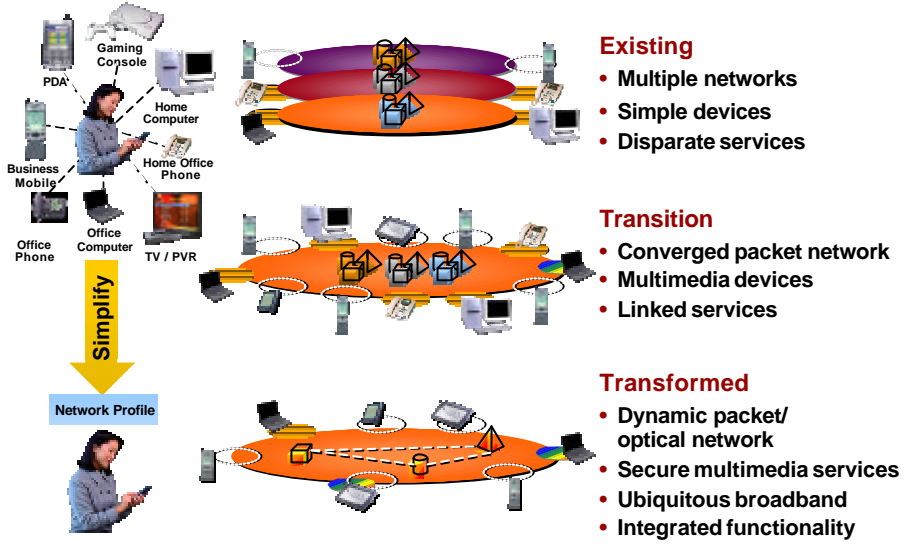 Gaming
Console
PDA
Home
Computer
Business
Mobile
Home Office
Phone
Office
Phone
Office
Computer
TV / PVR
Simplify
Network Profile
Existing
• Multiple networks
• Simple devices
• Disparate services
Transition
• Converged packet network
• Multimedia devices
• Linked services
Transformed
• Dynamic packet/
optical network
• Secure multimedia services
• Ubiquitous broadband
• Integrated functionality